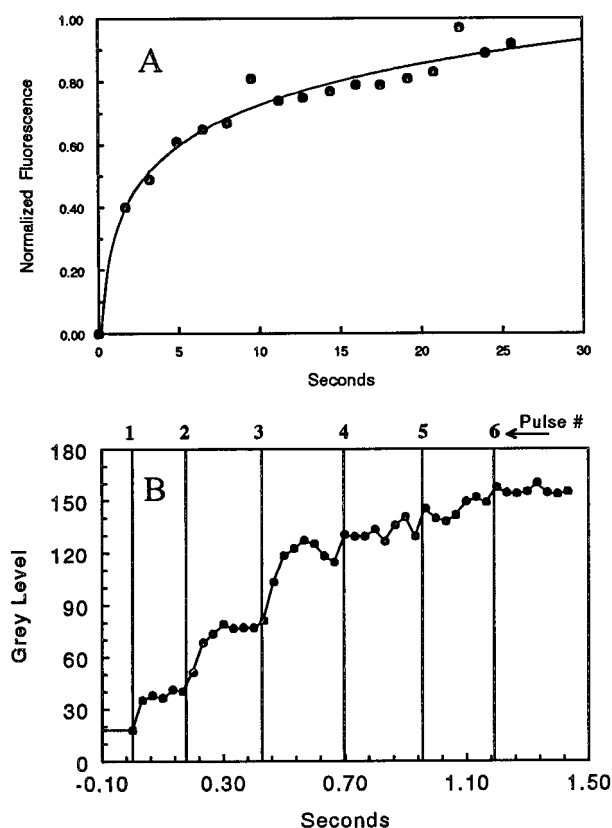 A
Normalized Fluorescence
1.00
0.80
0.60
0.40
0.20
0.00
0 5 10 15 20 25 30
Seconds
1 2 3 4 5 6 Pulse #
B
Grey Level
180
150
120
90
60
30
0
-0.10 0.30 0.70 1.10 1.50
Seconds